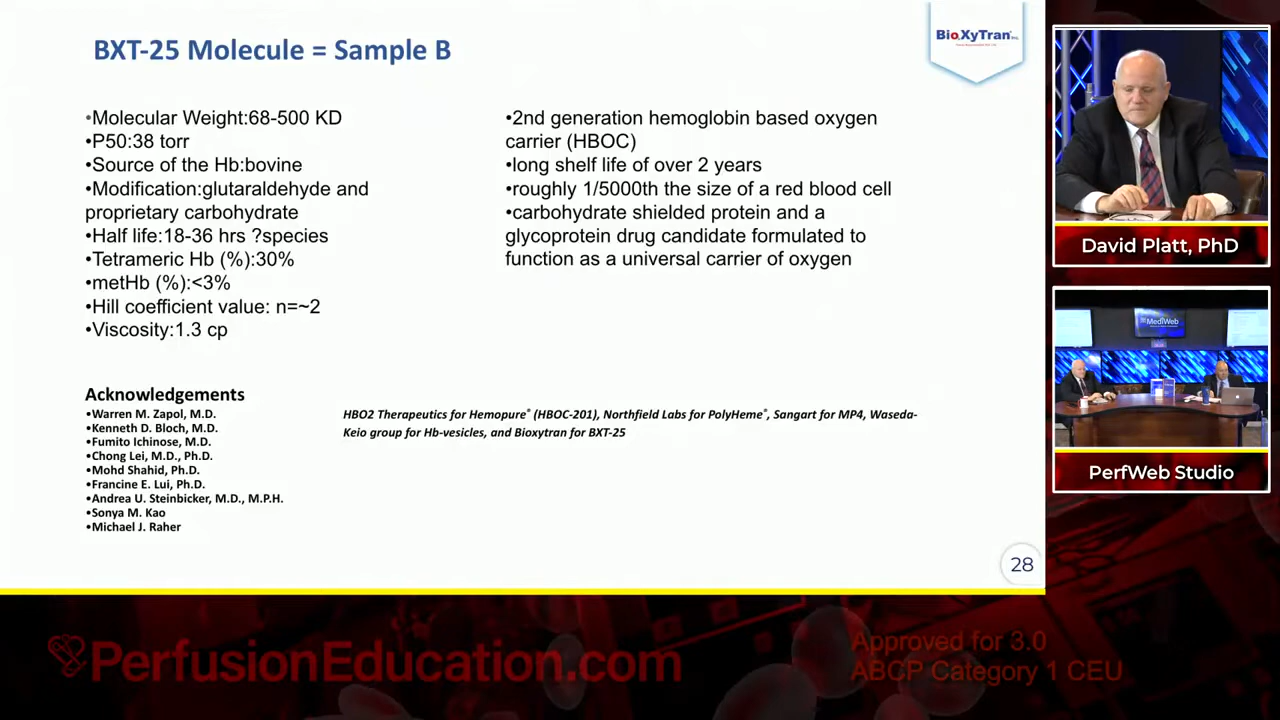 BXT-25 Molecule = Sample B
Bio.XyTran Inc.
•Molecular Weight:68-500 KD
•P50:38 torr
•Source of the Hb:bovine
•Modification:glutaraldehyde and
proprietary carbohydrate
•Half life:18-36 hrs ?species
•Tetrameric Hb (%):30%
•metHb (%):<3%
•Hill coefficient value: n=~2
•Viscosity:1.3 cp
•2nd generation hemoglobin based oxygen
carrier (HBOC)
•long shelf life of over 2 years
•roughly 1/5000th the size of a red blood cell
•carbohydrate shielded protein and a
glycoprotein drug candidate formulated to
function as a universal carrier of oxygen
Acknowledgements
•Warren M. Zapol, M.D.
•Kenneth D. Bloch, M.D.
•Fumito Ichinose, M.D.
•Chong Lei, M.D., Ph.D.
•Mohd Shahid, Ph.D.
•Francine E. Lui, Ph.D.
•Andrea U. Steinbicker, M.D., M.P.H.
•Sonya M. Kao
•Michael J. Raher
HBO2 Therapeutics for Hemopure® (HBOC-201), Northfield Labs for PolyHeme®, Sangart for MP4, Waseda-
Keio group for Hb-vesicles, and Bioxytran for BXT-25
28
David Platt, PhD
MediWeb
PerfWeb Studio
PerfusionEducation.com
Approved for 3.0
ABCP Category 1 CEU